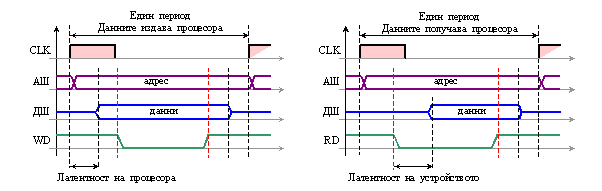 Един период
Данните издава процесора
CLK
АШ
адрес
ДШ
данни
WD
Латентност на процесора
Един период
Данните получава процесора
CLK
АШ
адрес
ДШ
данни
RD
Латентност на устройството